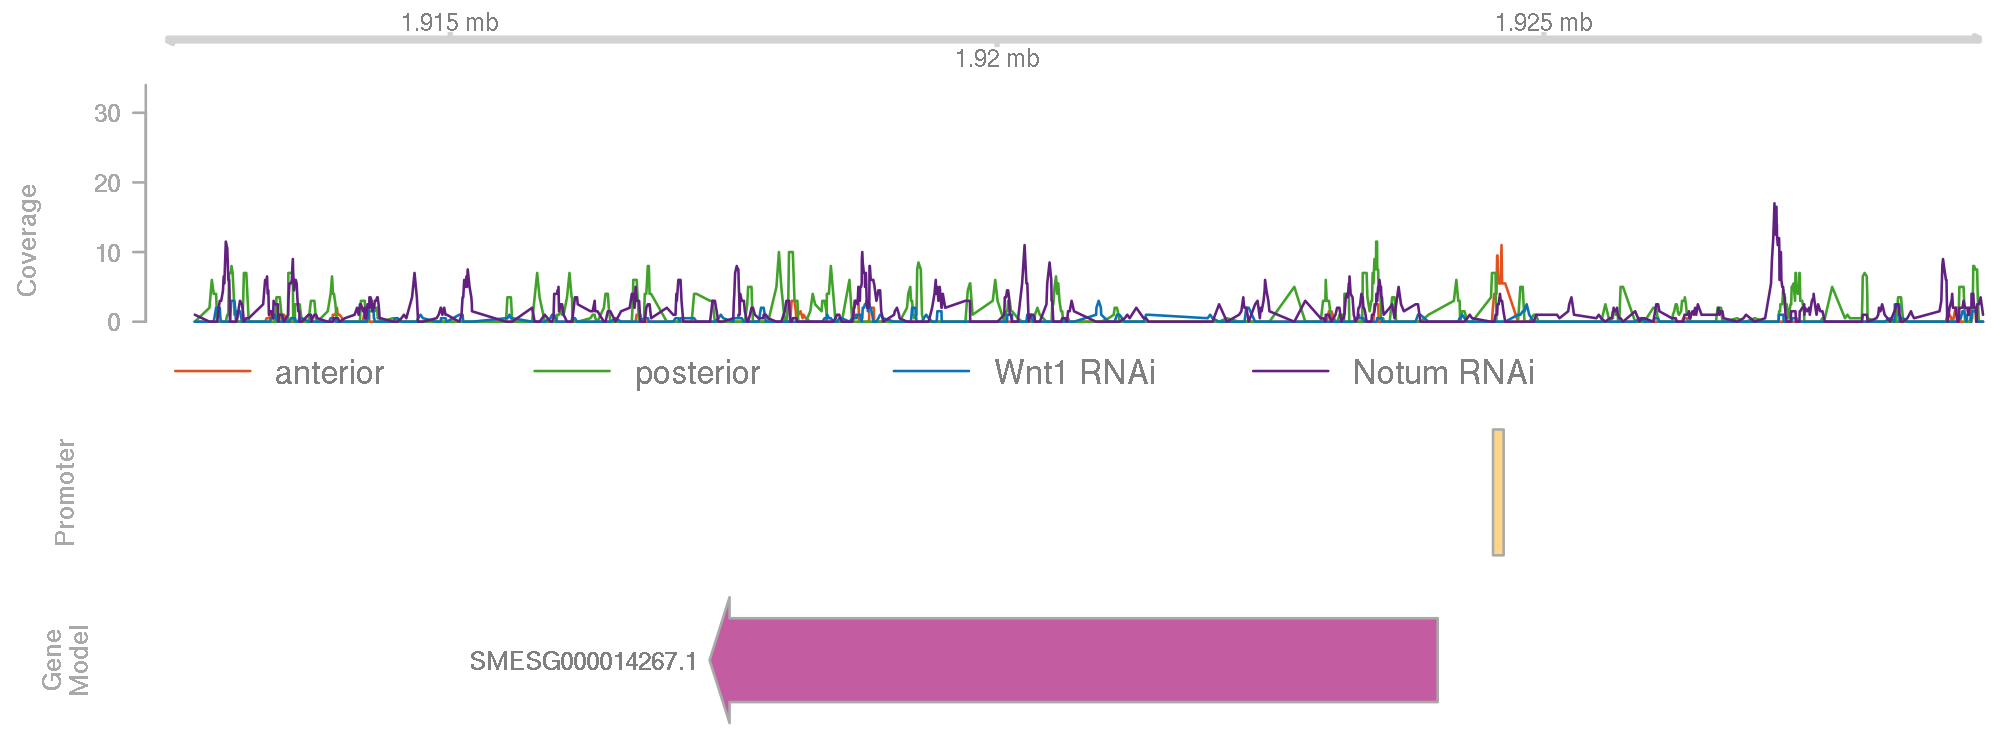 1.915 mb
1.925 mb
1.92 mb
Coverage
30
20
10
0
anterior
posterior
Wnt1 RNAi
Notum RNAi
Promoter
Gene
Model
SMESG000014267.1